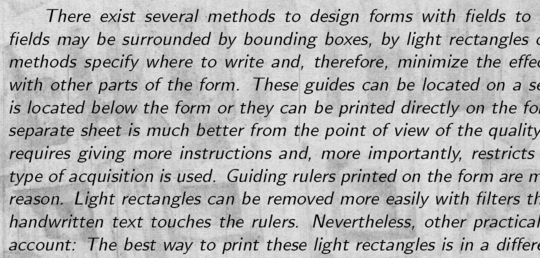 There exist several methods to design forms with fields to
fields may be surrounded by bounding boxes, by light rectangles
methods specify where to write and, therefore, minimize the
with other parts of the form. These guides can be located on a
is located below the form or they can be printed directly on the
separate sheet is much better from the point of view of the quality
requires giving more instructions and, more importantly, restricts
type of acquisition is used. Guiding rulers printed on the form are
reason. Light rectangles can be removed more easily with filters
handwritten text touches the rulers. Nevertheless, other practical
account: The best way to print these light rectangles is in a